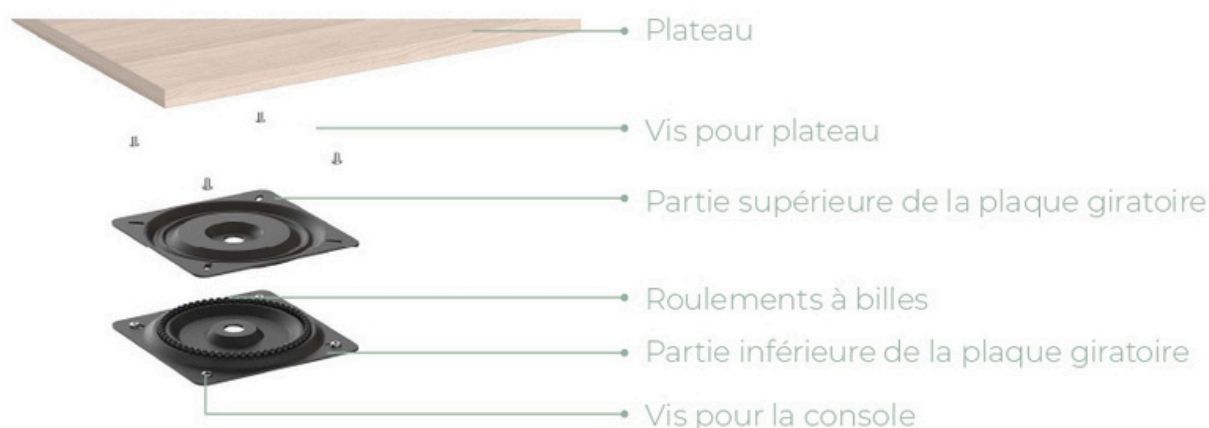 Plateau
Vis pour plateau
Partie supérieure de la plaque giratoire
Roulements à billes
Partie inférieure de la plaque giratoire
Vis pour la console